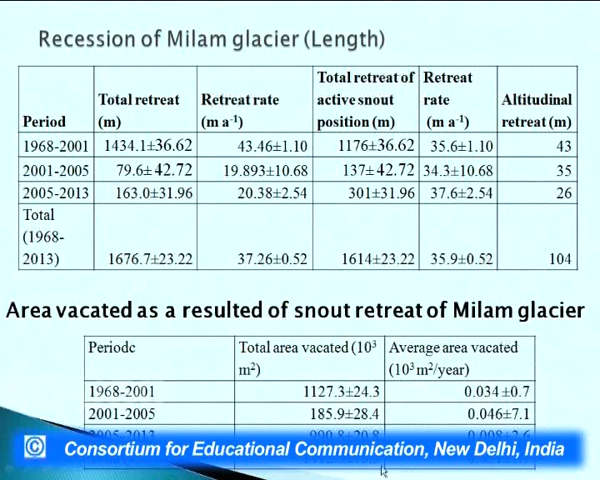 Recession of Milam glacier (Length)
Period Total retreat (m) Retreat rate (m a-1) Total retreat of active snout position (m) Retreat rate (m a-1) Altitudinal retreat (m)
1968-2001 1434.1±36.62 43.46±1.10 1176±36.62 35.6±1.10 43
2001-2005 79.6±42.72 19.893±10.68 137±42.72 34.3±10.68 35
2005-2013 163.0±31.96 20.38±2.54 301±31.96 37.6±2.54 26
Total (1968-2013) 1676.7±23.22 37.26±0.52 1614±23.22 35.9±0.52 104
Area vacated as a resulted of snout retreat of Milam glacier
Periodc Total area vacated (10³ m²) Average area vacated (10³ m²/year)
1968-2001 1127.3±24.3 0.034±0.7
2001-2005 185.9±28.4 0.046±7.1
© Consortium for Educational Communication, New Delhi, India